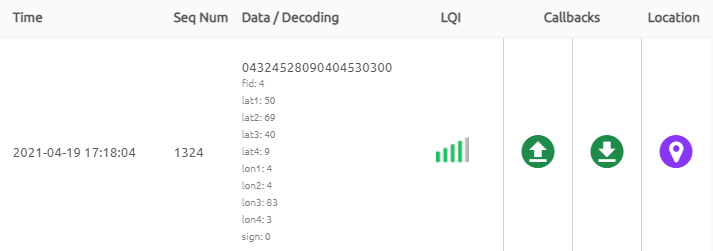 Time Seq Num Data / Decoding LQI Callbacks Location
04324528090404530300
fid: 4
lat1: 50
lat2: 69
lat3: 40
lat4: 9
2021-04-19 17:18:04 1324
lon1: 4
lon2: 4
lon3: 83
lon4: 3
sign: 0